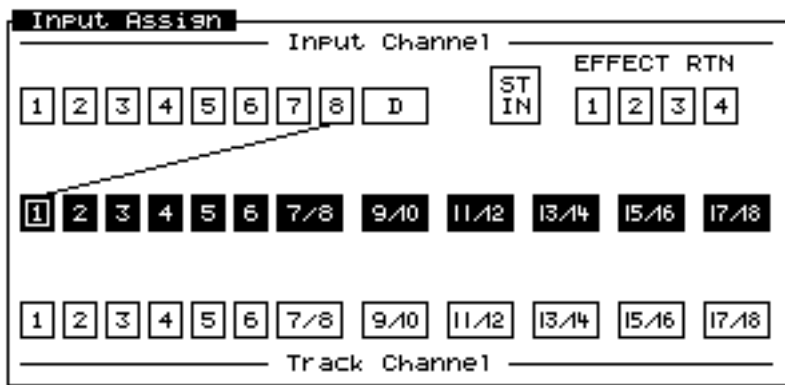 Input Assign
Input Channel
EFFECT RTN
1 2 3 4 5 6 7 8 D ST IN 1 2 3 4
1 2 3 4 5 6 7/8 9/10 11/12 13/14 15/16 17/18
1 2 3 4 5 6 7/8 9/10 11/12 13/14 15/16 17/18
Track Channel